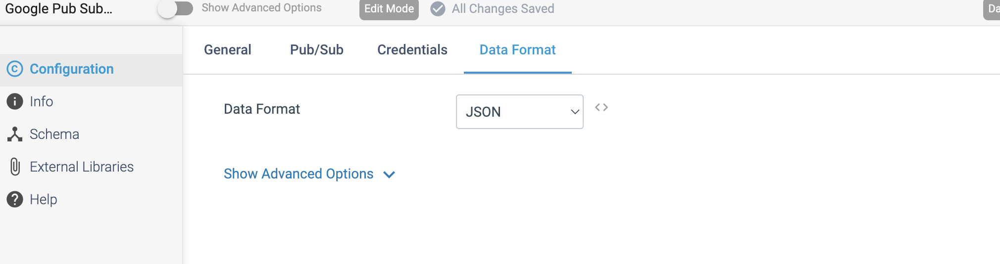 Google Pub Sub... Show Advanced Options Edit Mode All Changes Saved Da
General Pub/Sub Credentials Data Format
Configuration
Info
Schema
External Libraries
Help
Data Format JSON
Show Advanced Options